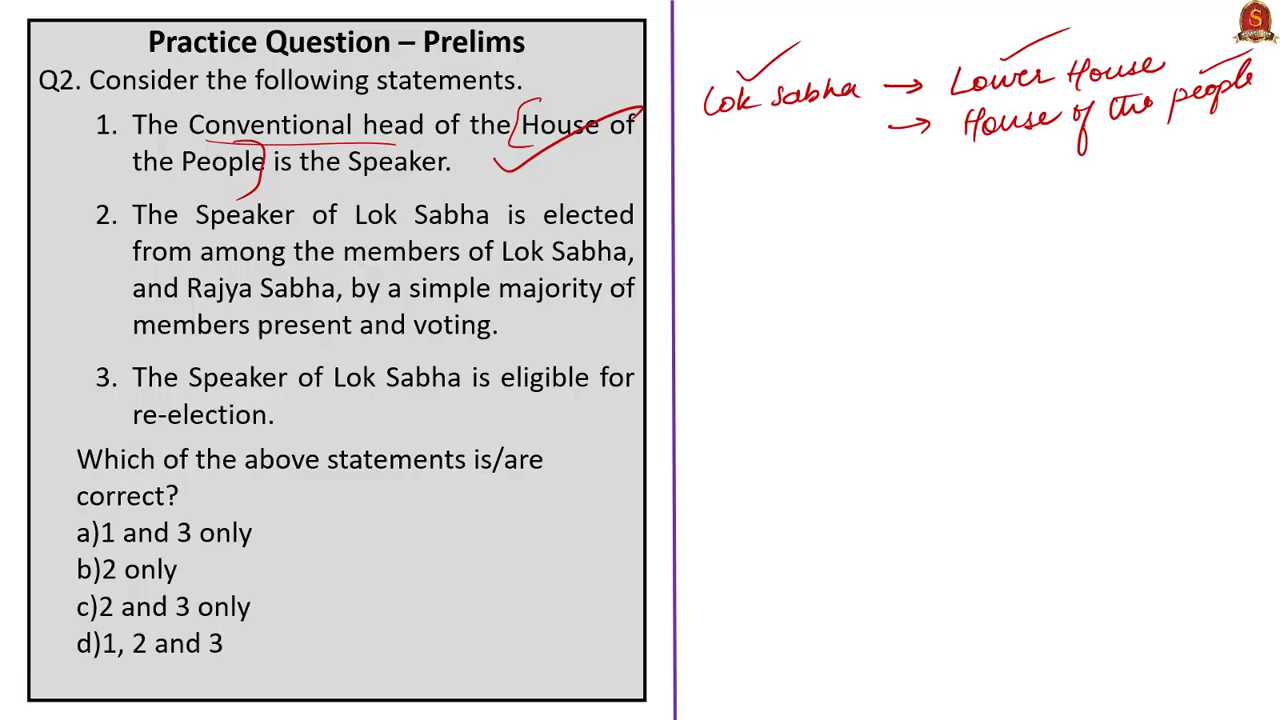 Practice Question – Prelims
Q2. Consider the following statements.
1. The Conventional head of the House of
the People is the Speaker.
2. The Speaker of Lok Sabha is elected
from among the members of Lok Sabha,
and Rajya Sabha, by a simple majority of
members present and voting.
3. The Speaker of Lok Sabha is eligible for
re-election.
Which of the above statements is/are
correct?
a)1 and 3 only
b)2 only
c)2 and 3 only
d)1, 2 and 3
Lok Sabha → Lower House
→ House of the people
S